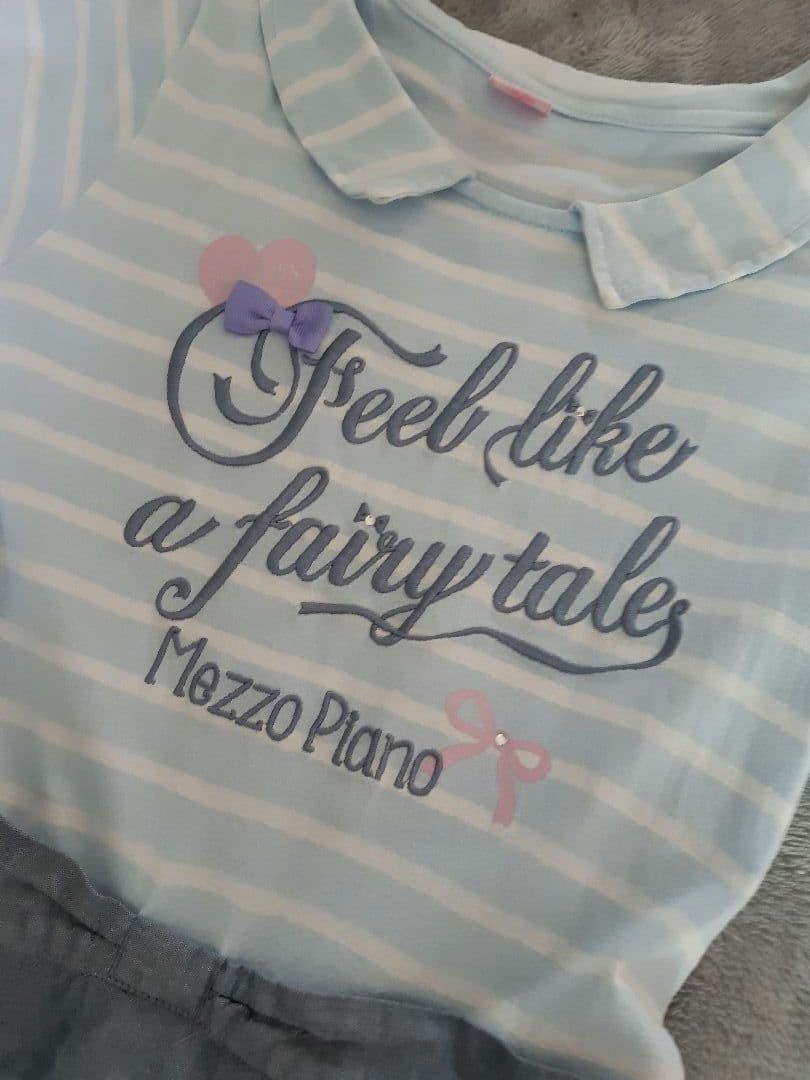 Feel like
a fairy tale
Mezzo Piano